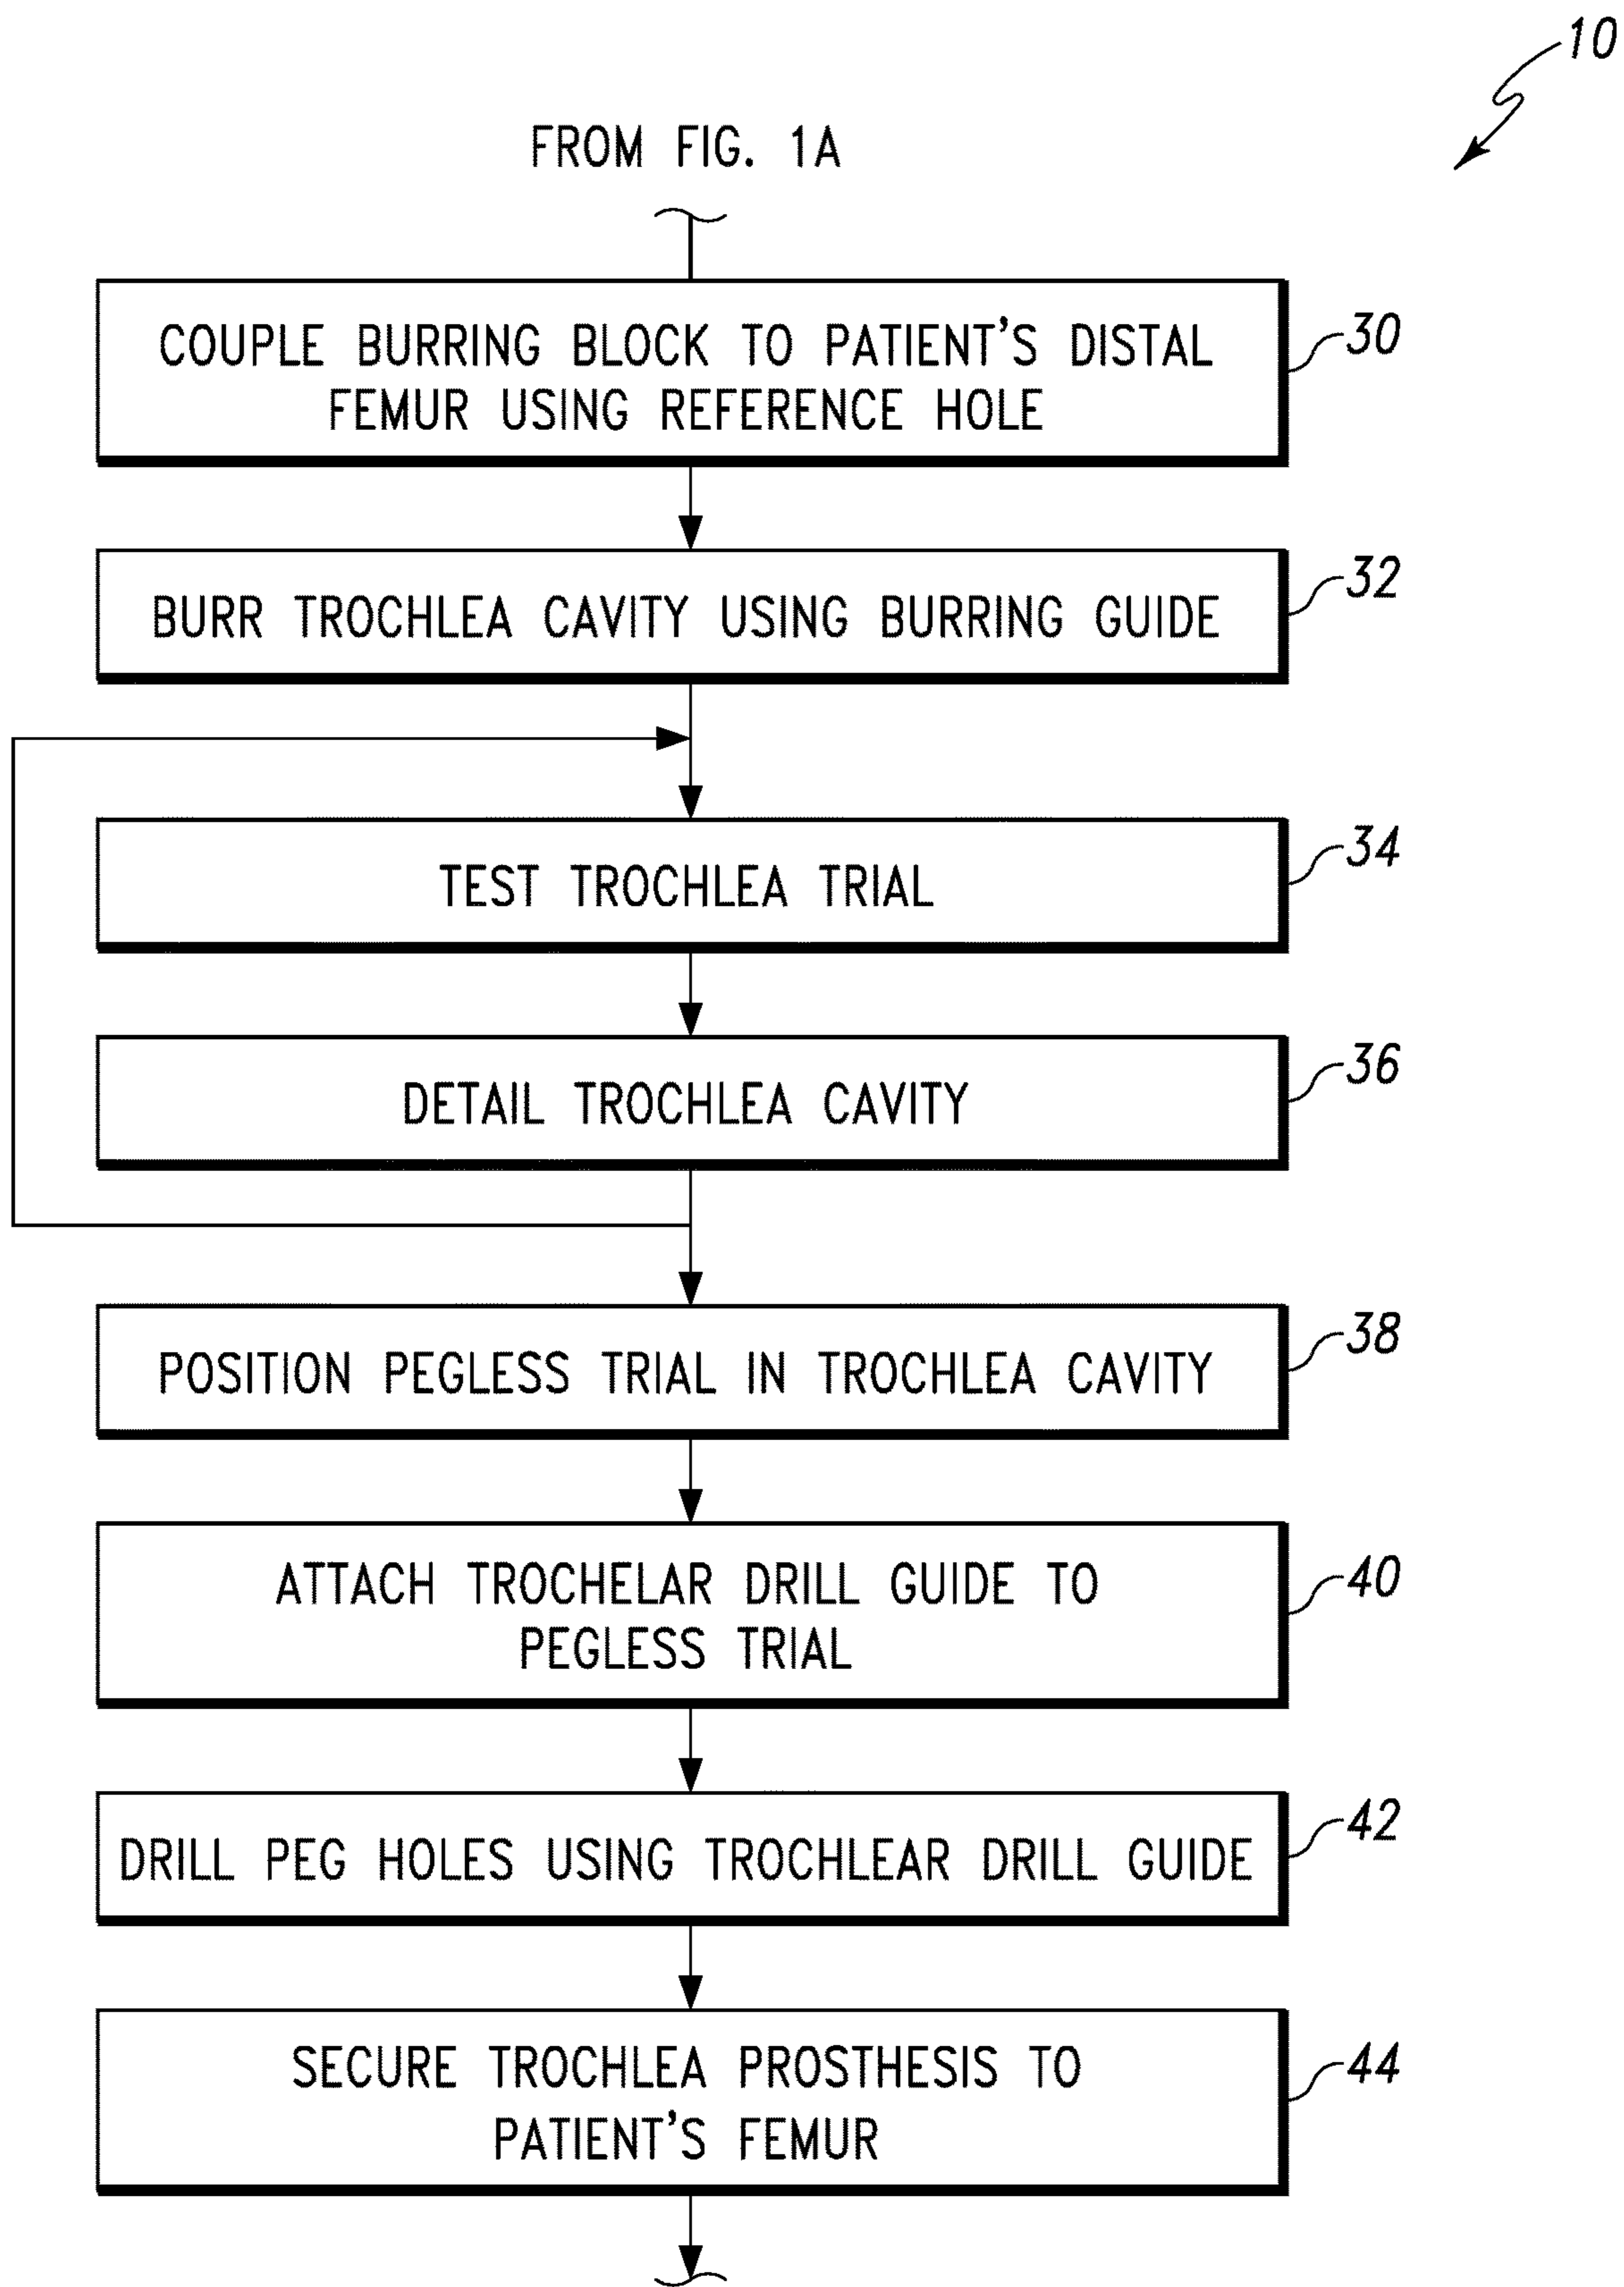 10
FROM FIG. 1A
COUPLE BURRING BLOCK TO PATIENT'S DISTAL
FEMUR USING REFERENCE HOLE
30
BURR TROCHLEA CAVITY USING BURRING GUIDE
32
TEST TROCHLEA TRIAL
34
DETAIL TROCHLEA CAVITY
36
POSITION PEGLESS TRIAL IN TROCHLEA CAVITY
38
ATTACH TROCHELAR DRILL GUIDE TO
PEGLESS TRIAL
40
DRILL PEG HOLES USING TROCHLEAR DRILL GUIDE
42
SECURE TROCHLEA PROSTHESIS TO
PATIENT'S FEMUR
44